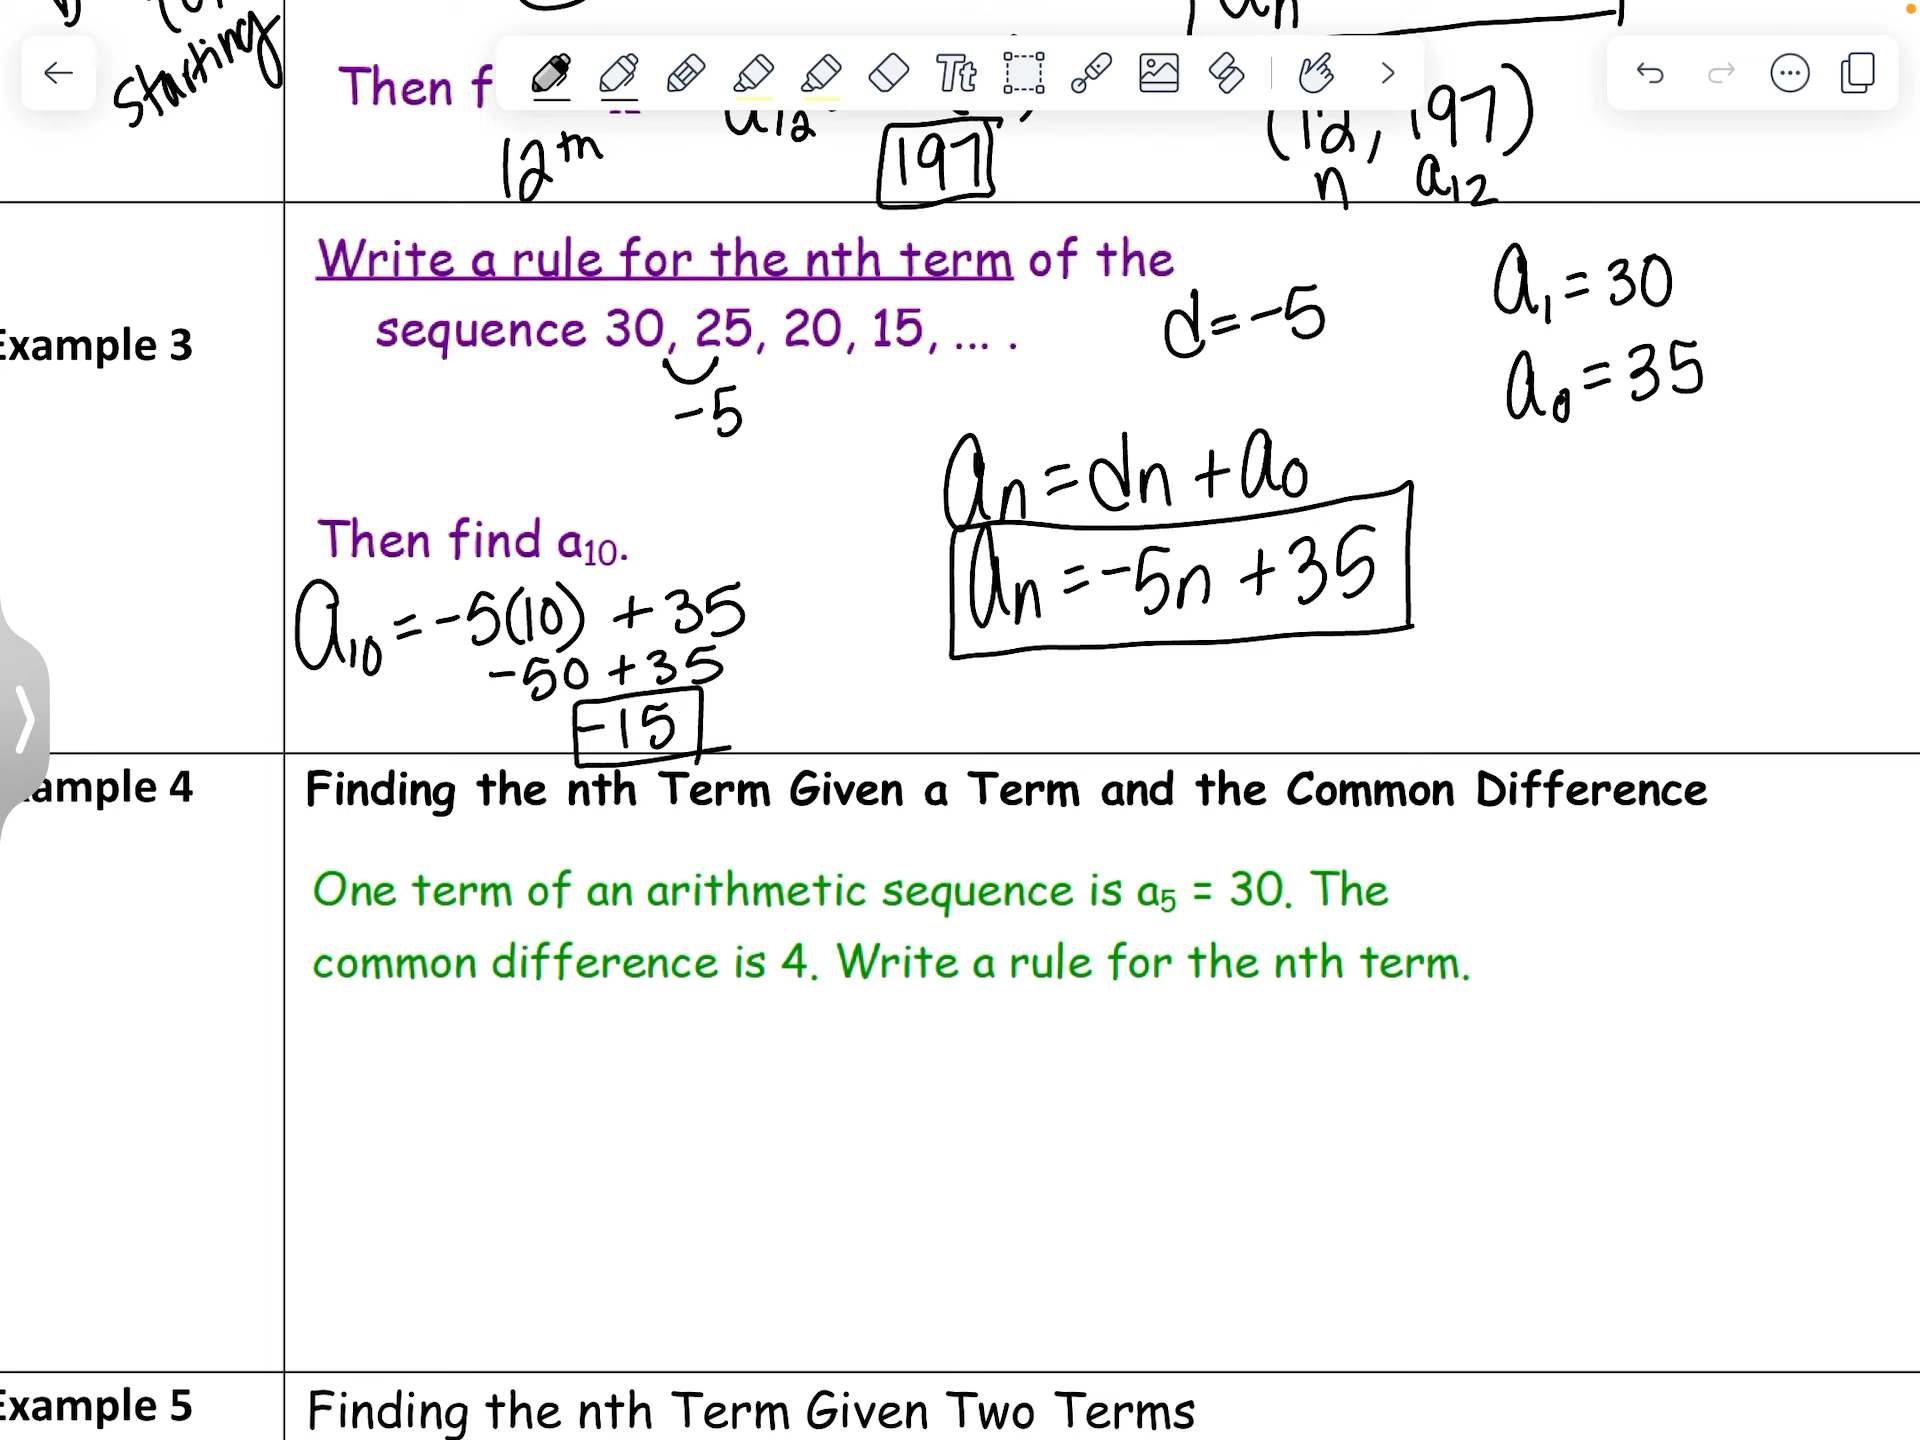 Starting
an
Then f
Tt
a12
197
12th
(12, 197)
n a12
Example 3
Write a rule for the nth term of the
sequence 30, 25, 20, 15, ... .
-5
d=-5
a1=30
a0=35
an=dn+a0
an=-5n+35
Then find a10.
a10=-5(10) +35
-50+35
-15
ample 4
Finding the nth Term Given a Term and the Common Difference
One term of an arithmetic sequence is a5 = 30. The
common difference is 4. Write a rule for the nth term.
Example 5
Finding the nth Term Given Two Terms